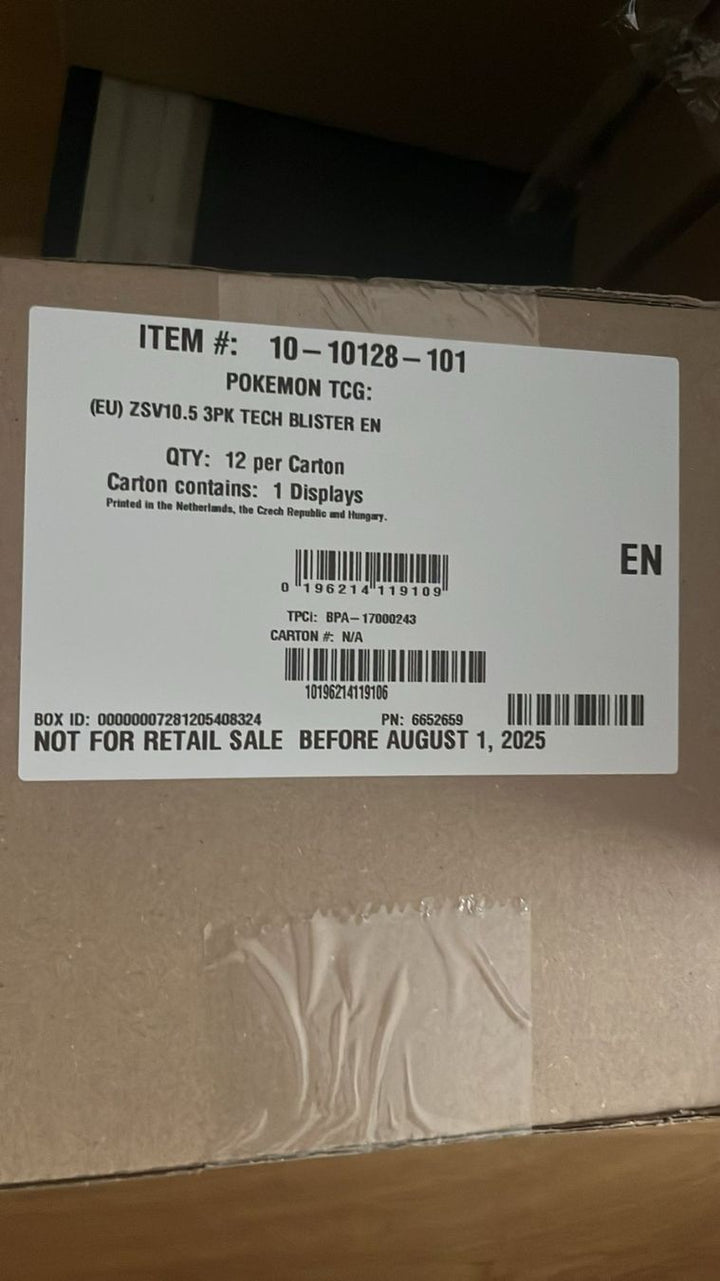 ITEM #: 10-10128-101
POKEMON TCG:
(EU) ZSV10.5 3PK TECH BLISTER EN
QTY: 12 per Carton
Carton contains: 1 Displays
Printed in the Netherlands, the Czech Republic and Hungary.
EN
0 196214 119109
TPCi: BPA-17000243
CARTON #: N/A
10196214119106
BOX ID: 00000007281205408324 PN: 6652659
NOT FOR RETAIL SALE BEFORE AUGUST 1, 2025